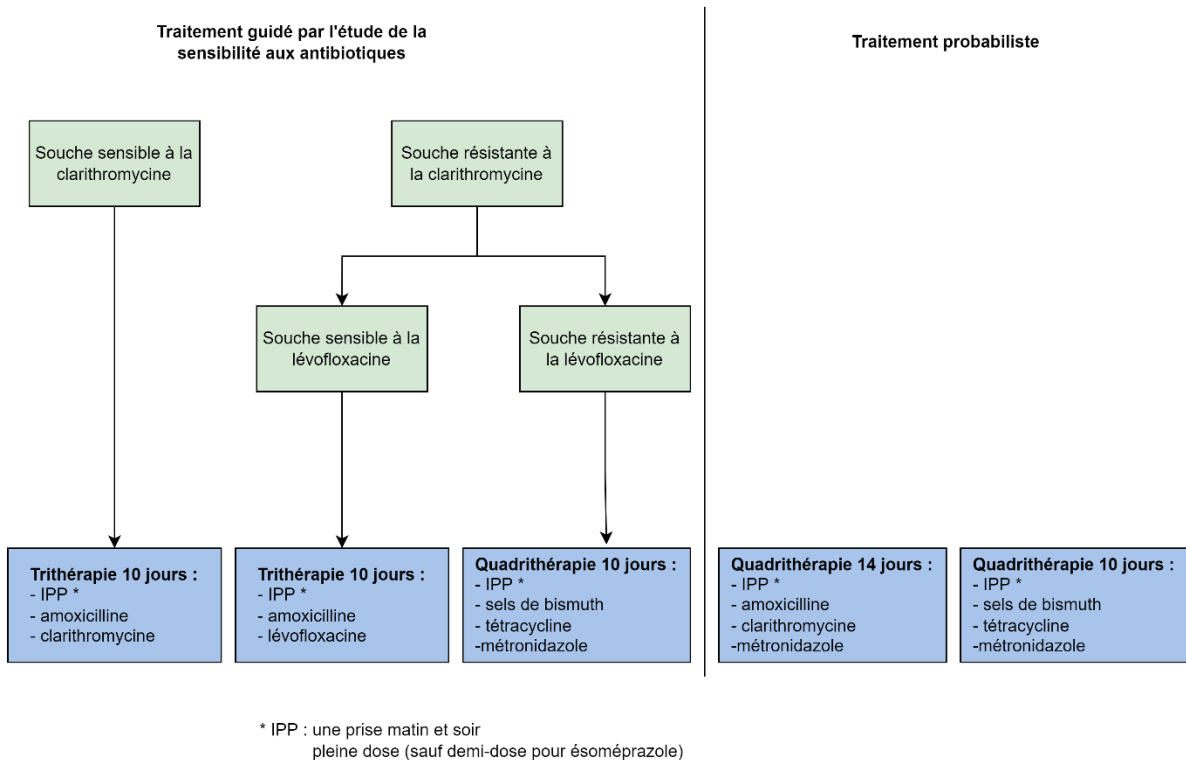 Traitement guidé par l'étude de la
sensibilité aux antibiotiques
Traitement probabiliste
Souche sensible à la
clarithromycine
Souche résistante à
la clarithromycine
Souche sensible à la
lévofloxacine
Souche résistante à
la lévofloxacine
Trithérapie 10 jours :
- IPP *
- amoxicilline
- clarithromycine
Trithérapie 10 jours :
- IPP *
- amoxicilline
- lévofloxacine
Quadrithérapie 10 jours :
- IPP *
- sels de bismuth
- tétracycline
-métronidazole
Quadrithérapie 14 jours :
- IPP *
- amoxicilline
- clarithromycine
-métronidazole
Quadrithérapie 10 jours :
- IPP *
- sels de bismuth
- tétracycline
-métronidazole
* IPP : une prise matin et soir
pleine dose (sauf demi-dose pour ésoméprazole)